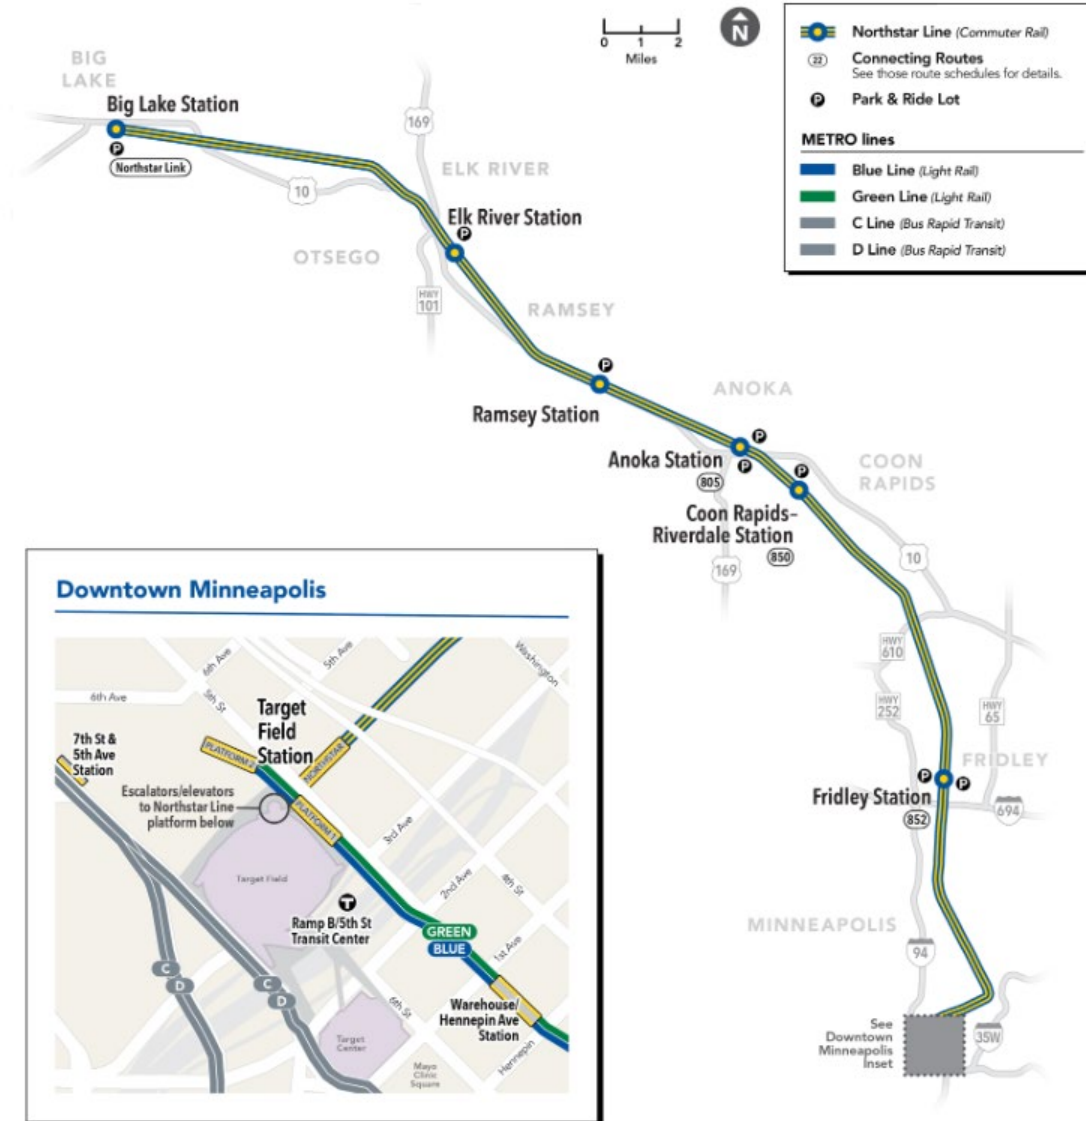 0 1 2
Miles
N
Northstar Line (Commuter Rail)
22
Connecting Routes
See those route schedules for details.
P
Park & Ride Lot
METRO lines
Blue Line (Light Rail)
Green Line (Light Rail)
C Line (Bus Rapid Transit)
D Line (Bus Rapid Transit)
BIG
LAKE
Big Lake Station
P
Northstar Link
10
169
ELK RIVER
Elk River Station
P
OTSEGO
HWY
101
RAMSEY
P
Ramsey Station
ANOKA
P
Anoka Station
P
805
P
COON
RAPIDS
Coon Rapids–
Riverdale Station
850
169
10
HWY
610
HWY
252
HWY
65
FRIDLEY
P
P
Fridley Station
852
694
MINNEAPOLIS
94
See
Downtown
Minneapolis
Inset
35W
Downtown Minneapolis
6th Ave
5th Ave
Washington
6th Ave
5th St
Target
Field
Station
7th St &
5th Ave
Station
PLATFORM 2
NORTHSTAR
Escalators/elevators
to Northstar Line
platform below
PLATFORM 1
3rd Ave
Target Field
2nd Ave
4th St
T
Ramp B/5th St
Transit Center
GREEN
BLUE
1st Ave
C
D
C
D
6th St
Warehouse/
Hennepin Ave
Station
Target
Center
Hennepin
Mayo
Clinic
Square